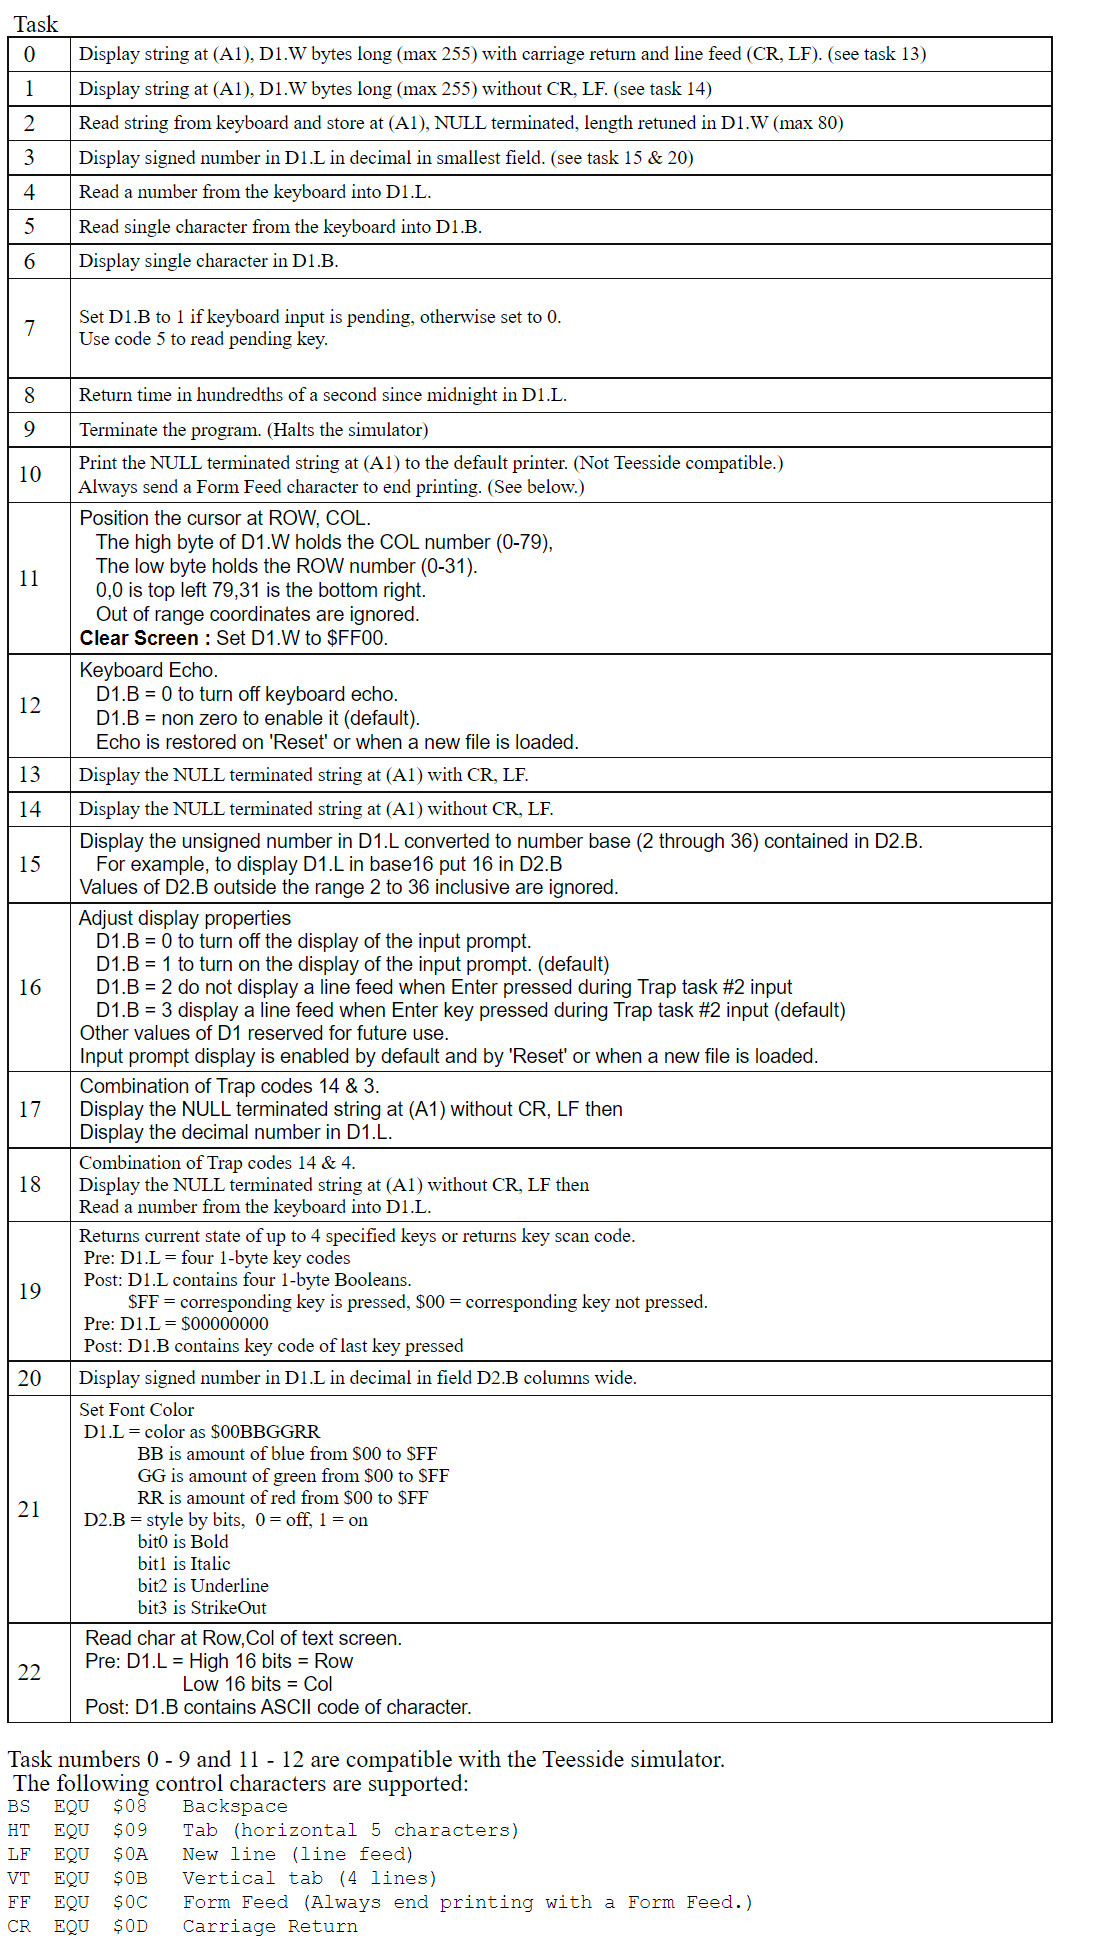 Task
0 Display string at (A1), D1.W bytes long (max 255) with carriage return and line feed (CR, LF). (see task 13)
1 Display string at (A1), D1.W bytes long (max 255) without CR, LF. (see task 14)
2 Read string from keyboard and store at (A1), NULL terminated, length retuned in D1.W (max 80)
3 Display signed number in D1.L in decimal in smallest field. (see task 15 & 20)
4 Read a number from the keyboard into D1.L.
5 Read single character from the keyboard into D1.B.
6 Display single character in D1.B.
7 Set D1.B to 1 if keyboard input is pending, otherwise set to 0.
Use code 5 to read pending key.
8 Return time in hundredths of a second since midnight in D1.L.
9 Terminate the program. (Halts the simulator)
10 Print the NULL terminated string at (A1) to the default printer. (Not Teesside compatible.)
Always send a Form Feed character to end printing. (See below.)
11 Position the cursor at ROW, COL.
The high byte of D1.W holds the COL number (0-79),
The low byte holds the ROW number (0-31).
0,0 is top left 79,31 is the bottom right.
Out of range coordinates are ignored.
Clear Screen : Set D1.W to $FF00.
12 Keyboard Echo.
D1.B = 0 to turn off keyboard echo.
D1.B = non zero to enable it (default).
Echo is restored on 'Reset' or when a new file is loaded.
13 Display the NULL terminated string at (A1) with CR, LF.
14 Display the NULL terminated string at (A1) without CR, LF.
15 Display the unsigned number in D1.L converted to number base (2 through 36) contained in D2.B.
For example, to display D1.L in base16 put 16 in D2.B
Values of D2.B outside the range 2 to 36 inclusive are ignored.
16 Adjust display properties
D1.B = 0 to turn off the display of the input prompt.
D1.B = 1 to turn on the display of the input prompt. (default)
D1.B = 2 do not display a line feed when Enter pressed during Trap task #2 input
D1.B = 3 display a line feed when Enter key pressed during Trap task #2 input (default)
Other values of D1 reserved for future use.
Input prompt display is enabled by default and by 'Reset' or when a new file is loaded.
17 Combination of Trap codes 14 & 3.
Display the NULL terminated string at (A1) without CR, LF then
Display the decimal number in D1.L.
18 Combination of Trap codes 14 & 4.
Display the NULL terminated string at (A1) without CR, LF then
Read a number from the keyboard into D1.L.
19 Returns current state of up to 4 specified keys or returns key scan code.
Pre: D1.L = four 1-byte key codes
Post: D1.L contains four 1-byte Booleans.
$FF = corresponding key is pressed, $00 = corresponding key not pressed.
Pre: D1.L = $00000000
Post: D1.B contains key code of last key pressed
20 Display signed number in D1.L in decimal in field D2.B columns wide.
21 Set Font Color
D1.L = color as $00BBGGRR
BB is amount of blue from $00 to $FF
GG is amount of green from $00 to $FF
RR is amount of red from $00 to $FF
D2.B = style by bits, 0 = off, 1 = on
bit0 is Bold
bit1 is Italic
bit2 is Underline
bit3 is StrikeOut
22 Read char at Row,Col of text screen.
Pre: D1.L = High 16 bits = Row
Low 16 bits = Col
Post: D1.B contains ASCII code of character.
Task numbers 0 - 9 and 11 - 12 are compatible with the Teesside simulator.
The following control characters are supported:
BS EQU $08 Backspace
HT EQU $09 Tab (horizontal 5 characters)
LF EQU $0A New line (line feed)
VT EQU $0B Vertical tab (4 lines)
FF EQU $0C Form Feed (Always end printing with a Form Feed.)
CR EQU $0D Carriage Return